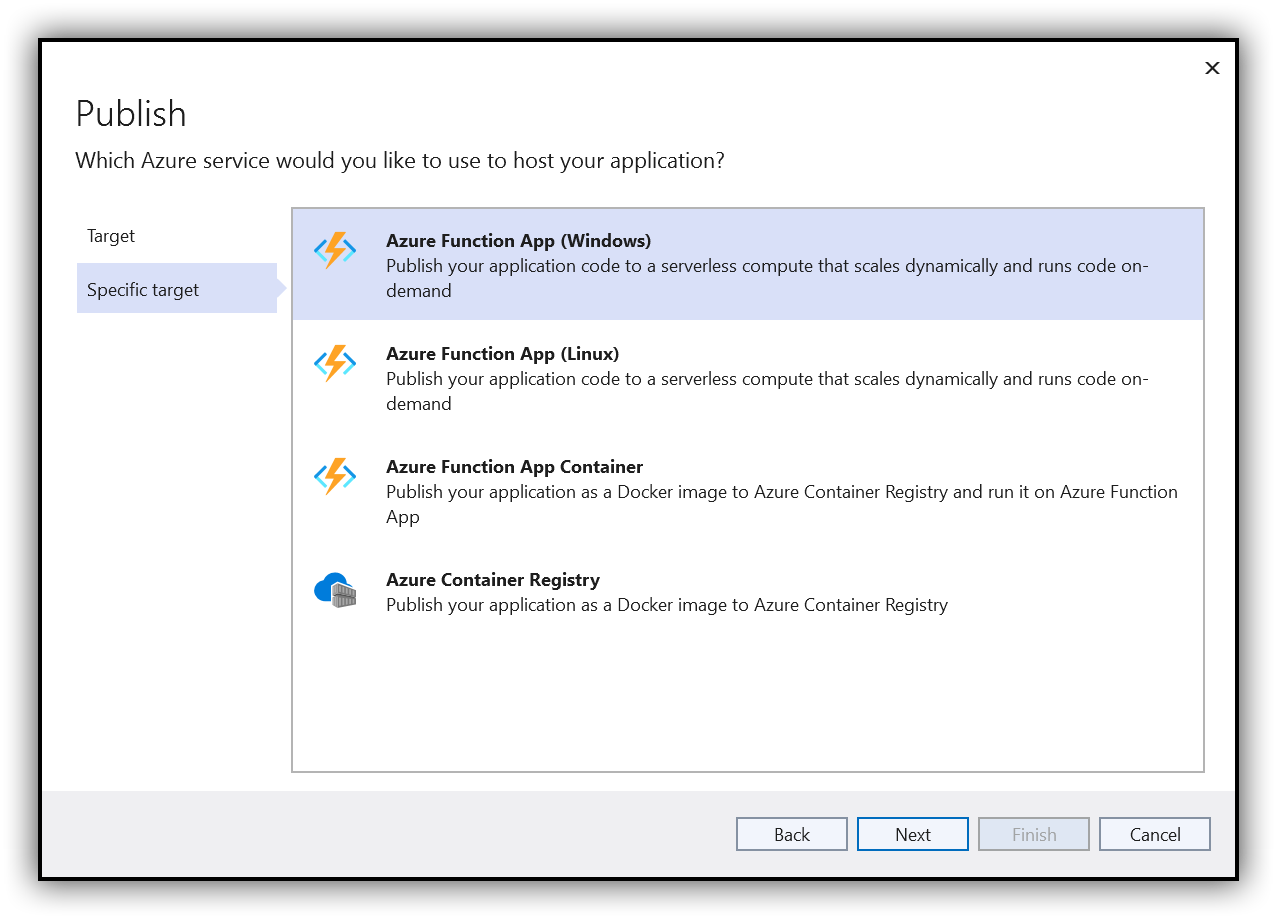 Publish
Which Azure service would you like to use to host your application?
Target
Specific target
Azure Function App (Windows)
Publish your application code to a serverless compute that scales dynamically and runs code on-
demand
Azure Function App (Linux)
Publish your application code to a serverless compute that scales dynamically and runs code on-
demand
Azure Function App Container
Publish your application as a Docker image to Azure Container Registry and run it on Azure Function
App
Azure Container Registry
Publish your application as a Docker image to Azure Container Registry
Back
Next
Finish
Cancel